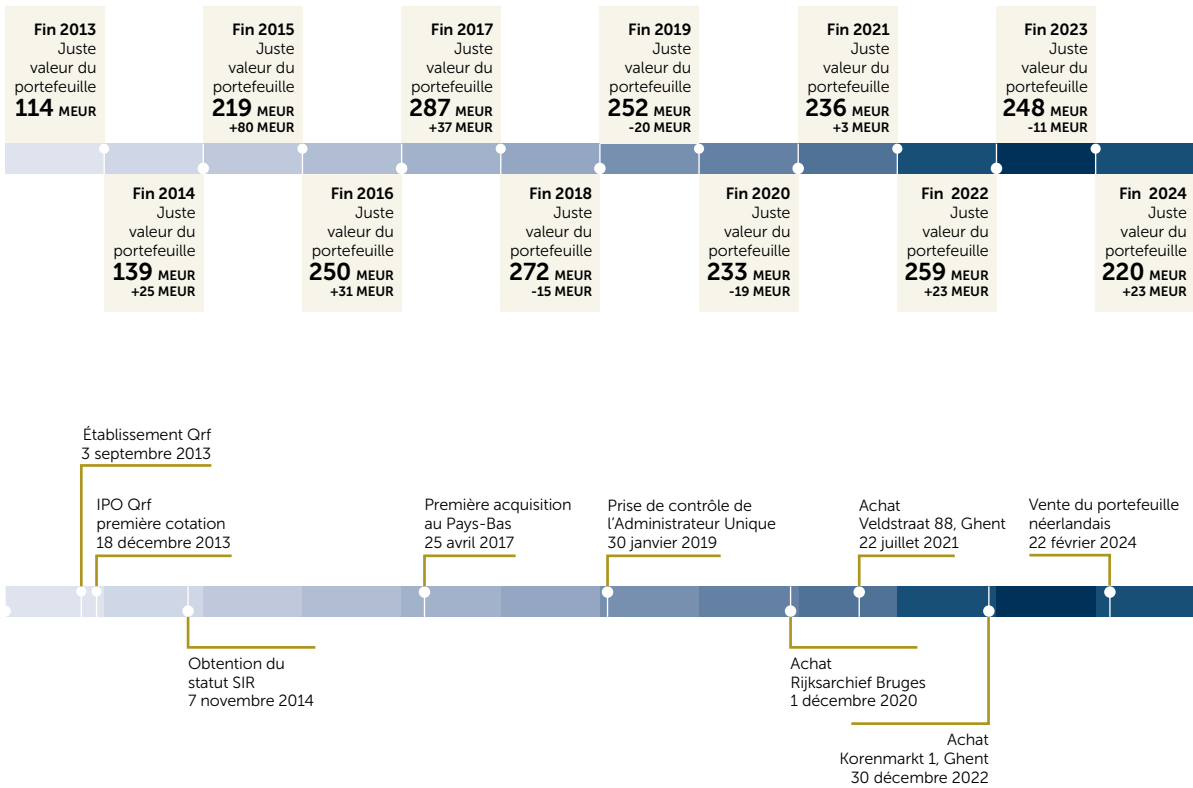 Fin 2013
Juste
valeur du
portefeuille
114 MEUR
Fin 2015
Juste
valeur du
portefeuille
219 MEUR
+80 MEUR
Fin 2017
Juste
valeur du
portefeuille
287 MEUR
+37 MEUR
Fin 2019
Juste
valeur du
portefeuille
252 MEUR
-20 MEUR
Fin 2021
Juste
valeur du
portefeuille
236 MEUR
+3 MEUR
Fin 2023
Juste
valeur du
portefeuille
248 MEUR
-11 MEUR
Fin 2014
Juste
valeur du
portefeuille
139 MEUR
+25 MEUR
Fin 2016
Juste
valeur du
portefeuille
250 MEUR
+31 MEUR
Fin 2018
Juste
valeur du
portefeuille
272 MEUR
-15 MEUR
Fin 2020
Juste
valeur du
portefeuille
233 MEUR
-19 MEUR
Fin 2022
Juste
valeur du
portefeuille
259 MEUR
+23 MEUR
Fin 2024
Juste
valeur du
portefeuille
220 MEUR
+23 MEUR
Établissement Qrf
3 septembre 2013
IPO Qrf
première cotation
18 décembre 2013
Première acquisition
au Pays-Bas
25 avril 2017
Prise de contrôle de
l'Administrateur Unique
30 janvier 2019
Achat
Veldstraat 88, Ghent
22 juillet 2021
Vente du portefeuille
néerlandais
22 février 2024
Obtention du
statut SIR
7 novembre 2014
Achat
Rijksarchief Bruges
1 décembre 2020
Achat
Korenmarkt 1, Ghent
30 décembre 2022